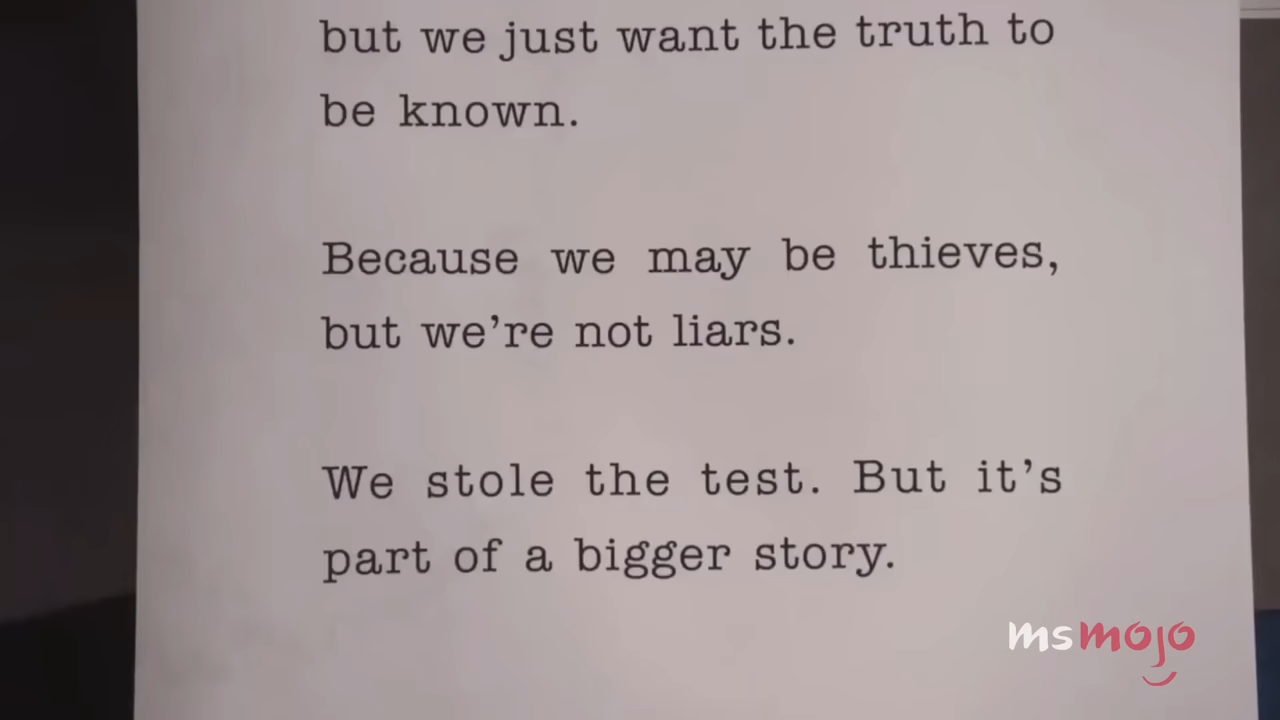 but we just want the truth to
be known.
Because we may be thieves,
but we’re not liars.
We stole the test. But it’s
part of a bigger story.
msmojo